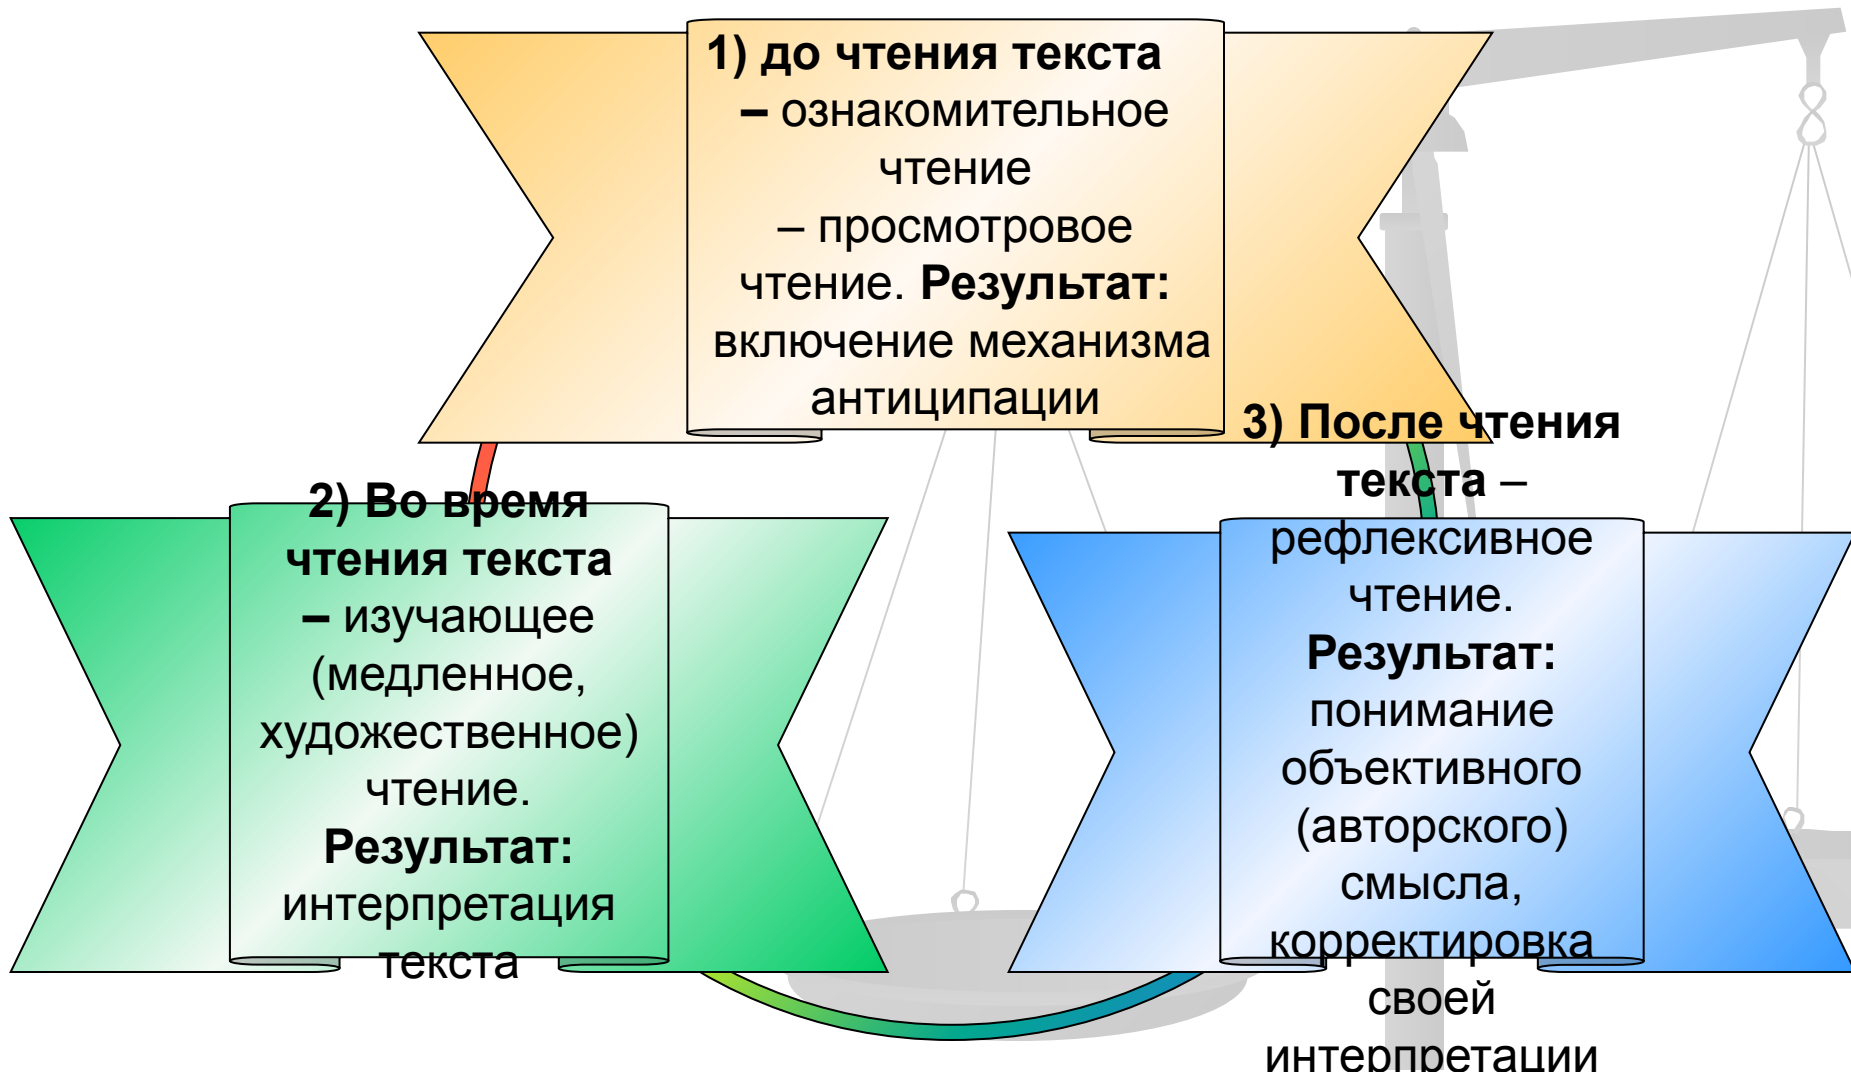 1) до чтения текста
– ознакомительное
чтение
– просмотровое
чтение. Результат:
включение механизма
антиципации
2) Во время
чтения текста
– изучающее
(медленное,
художественное)
чтение.
Результат:
интерпретация
текста
3) После чтения
текста –
рефлексивное
чтение.
Результат:
понимание
объективного
(авторского)
смысла,
корректировка
своей
интерпретации